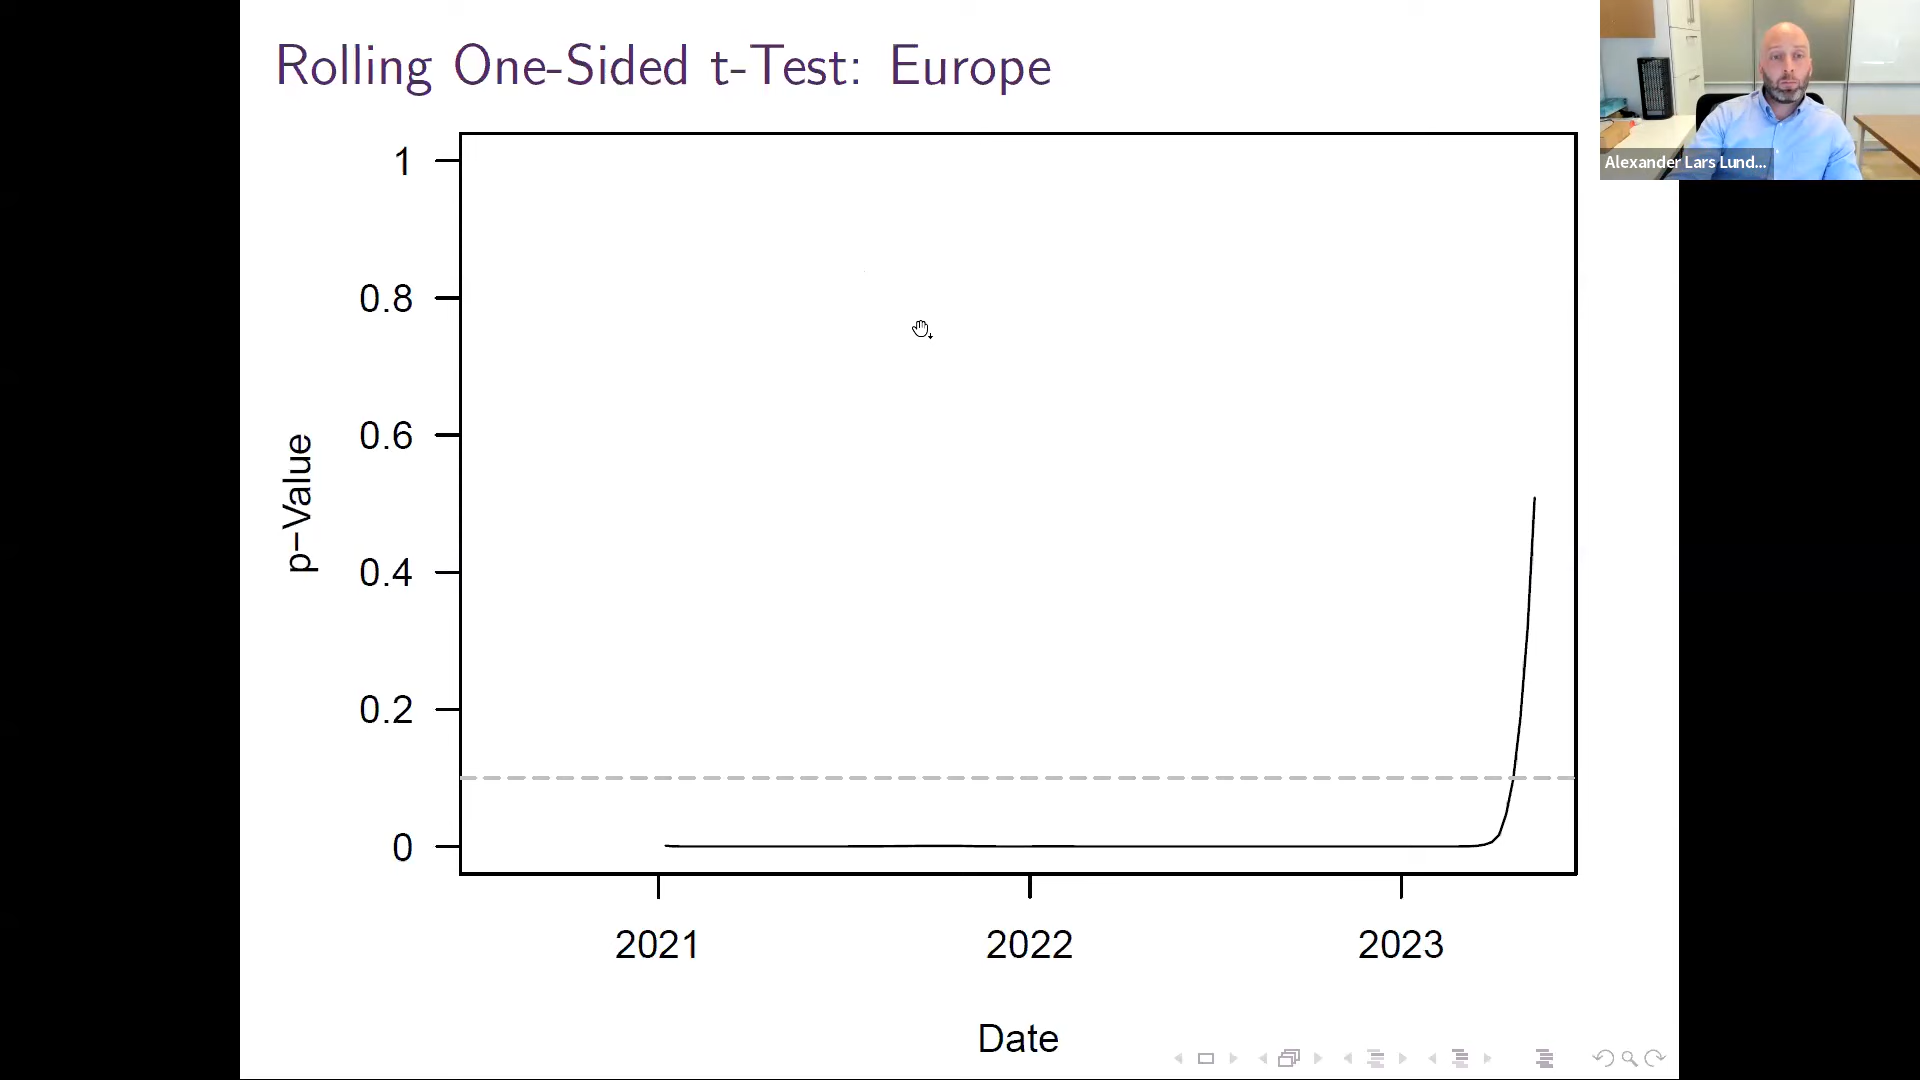 Rolling One-Sided t-Test: Europe
Alexander Lars Lund...
1
0.8
0.6
0.4
0.2
0
p-Value
2021
2022
2023
Date